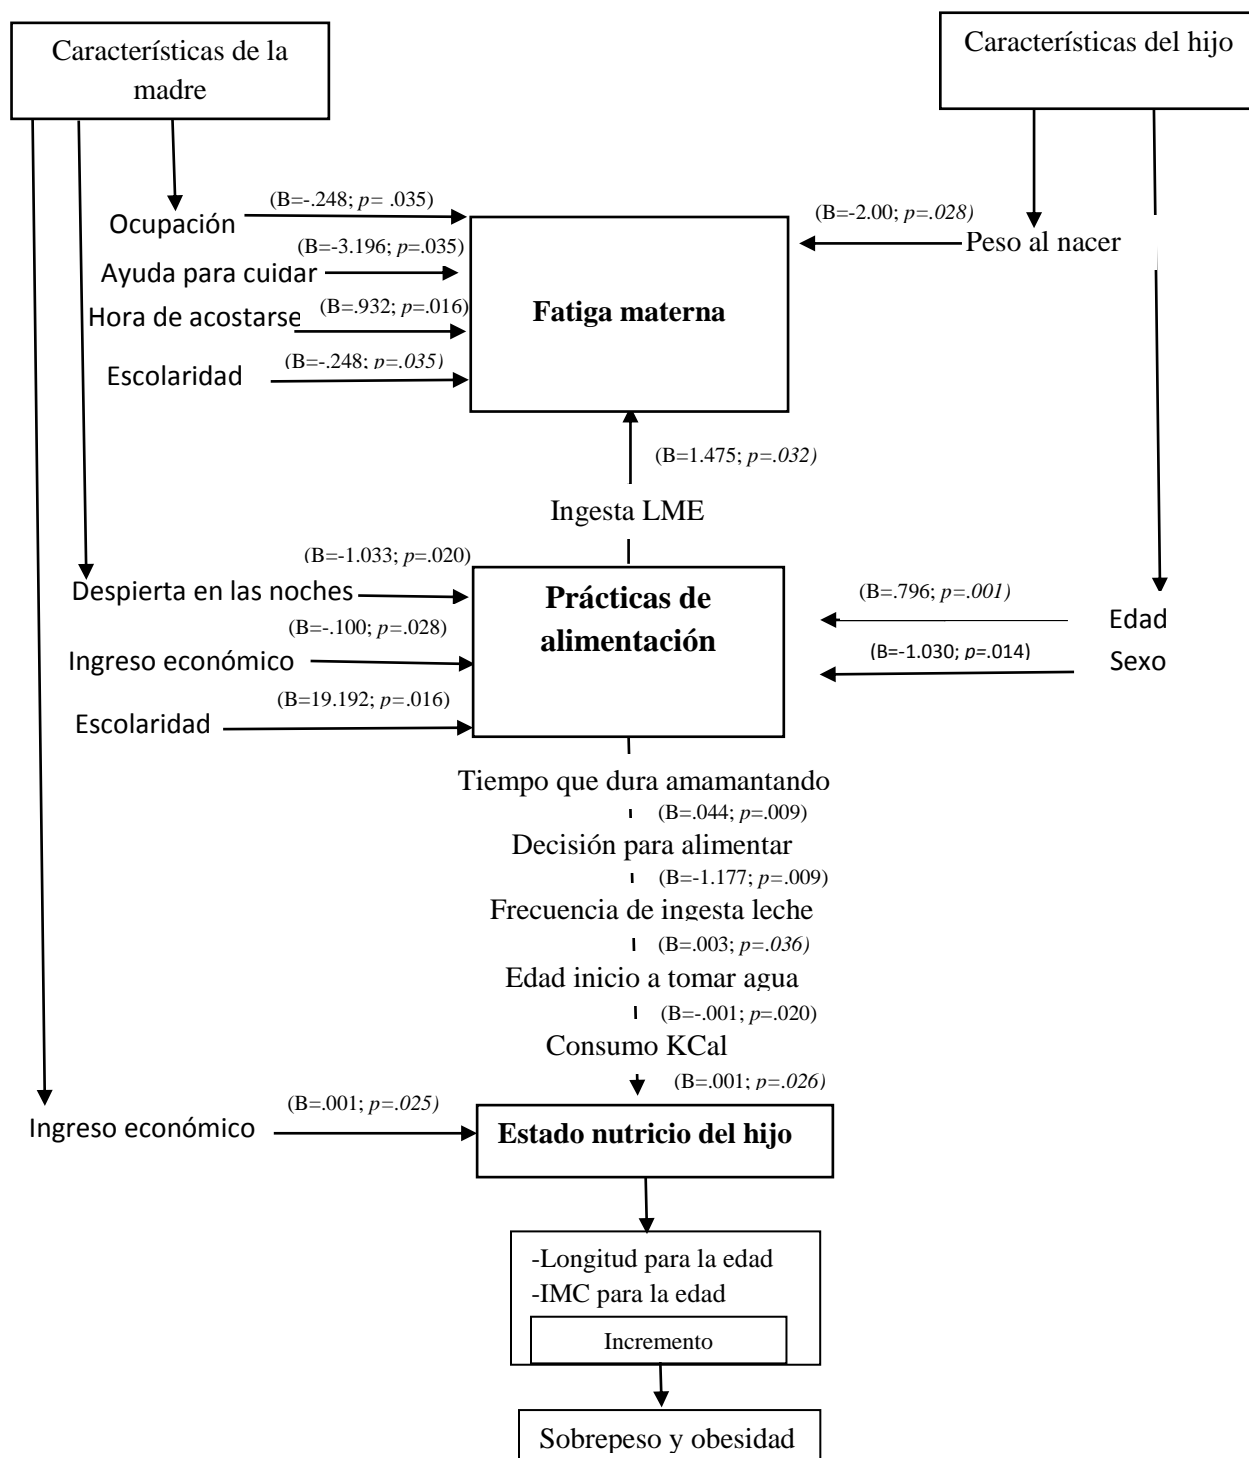 Características de la
madre
Características del hijo
(B=-.248; p= .035)
Ocupación
(B=-2.00; p=.028)
Peso al nacer
(B=-3.196; p=.035)
Ayuda para cuidar
(B=.932; p=.016)
Hora de acostarse
Fatiga materna
(B=-.248; p=.035)
Escolaridad
(B=1.475; p=.032)
Ingesta LME
(B=-1.033; p=.020)
Despierta en las noches
Prácticas de
alimentación
(B=.796; p=.001)
Edad
(B=-.100; p=.028)
Ingreso económico
(B=-1.030; p=.014)
Sexo
(B=19.192; p=.016)
Escolaridad
Tiempo que dura amamantando
(B=.044; p=.009)
Decisión para alimentar
(B=-1.177; p=.009)
Frecuencia de ingesta leche
(B=.003; p=.036)
Edad inicio a tomar agua
(B=-.001; p=.020)
Consumo KCal
(B=.001; p=.026)
(B=.001; p=.025)
Ingreso económico
Estado nutricio del hijo
-Longitud para la edad
-IMC para la edad
Incremento
Sobrepeso y obesidad